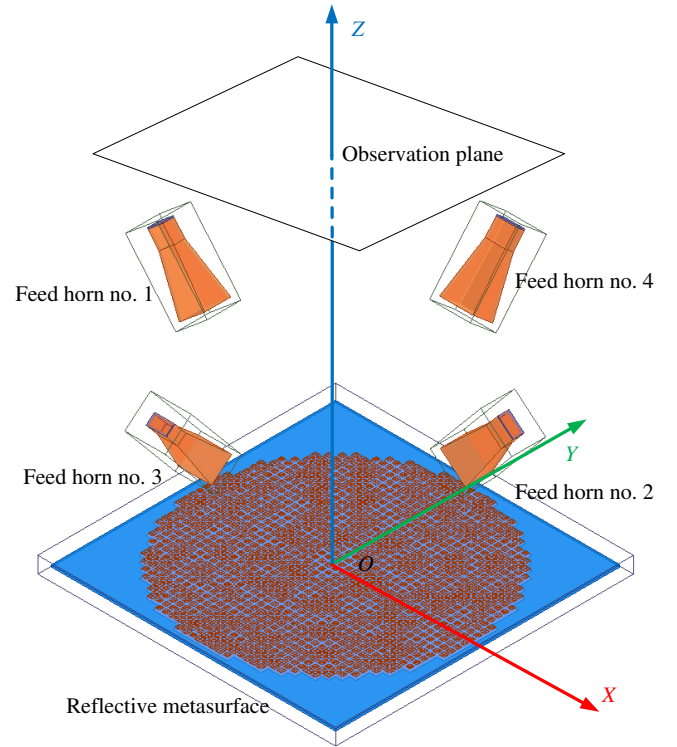 Z
Observation plane
Feed horn no. 1
Feed horn no. 4
Y
Feed horn no. 3
Feed horn no. 2
O
X
Reflective metasurface